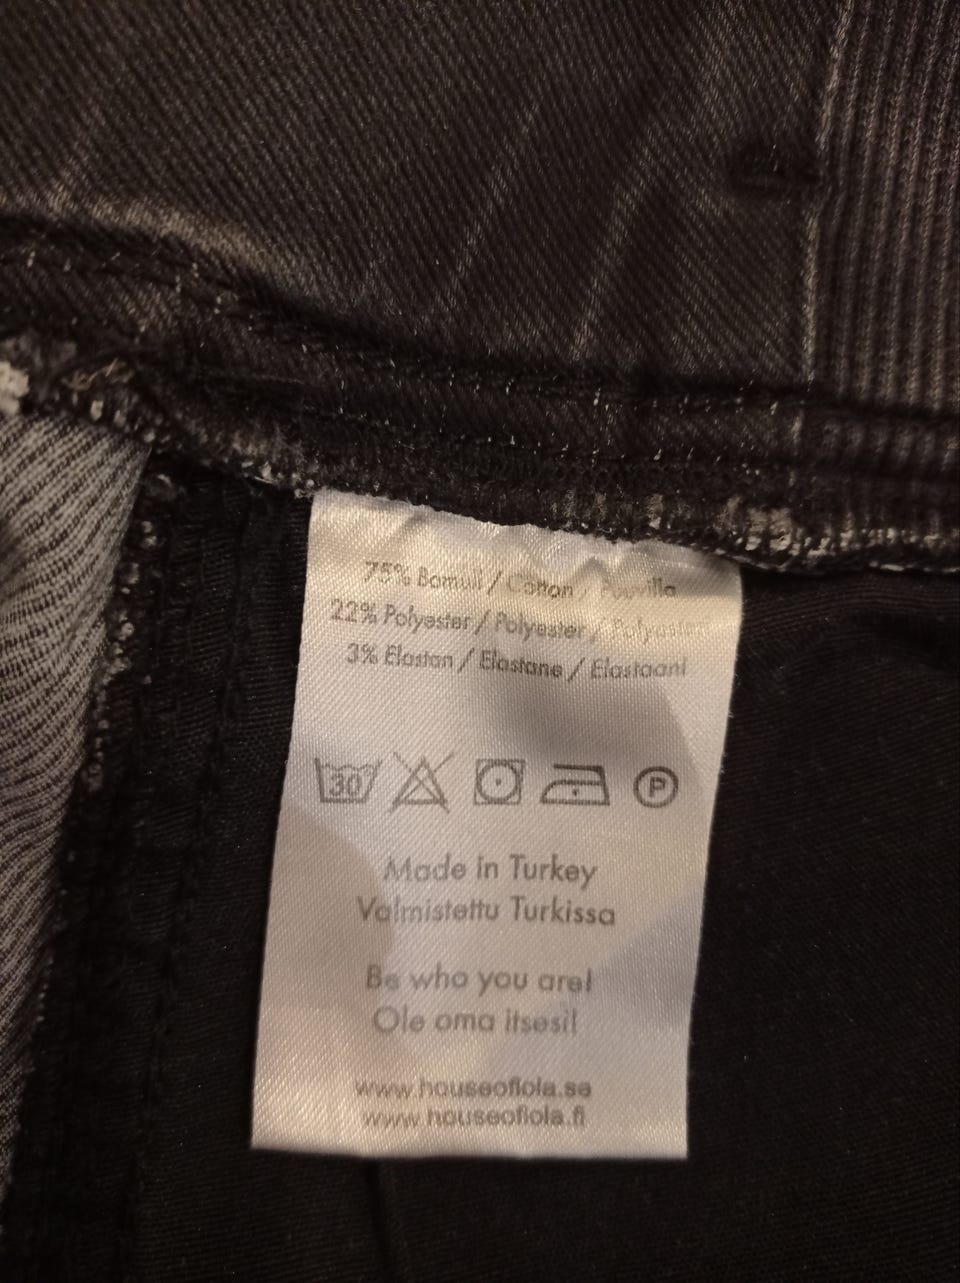 75% Bomull / Cotton / Puuvilla
22% Polyester / Polyester / Polyesteri
3% Elastan / Elastane / Elastaani
30 P
Made in Turkey
Valmistettu Turkissa
Be who you are!
Ole oma itsesi!
www.houseoflola.se
www.houseoflola.fi